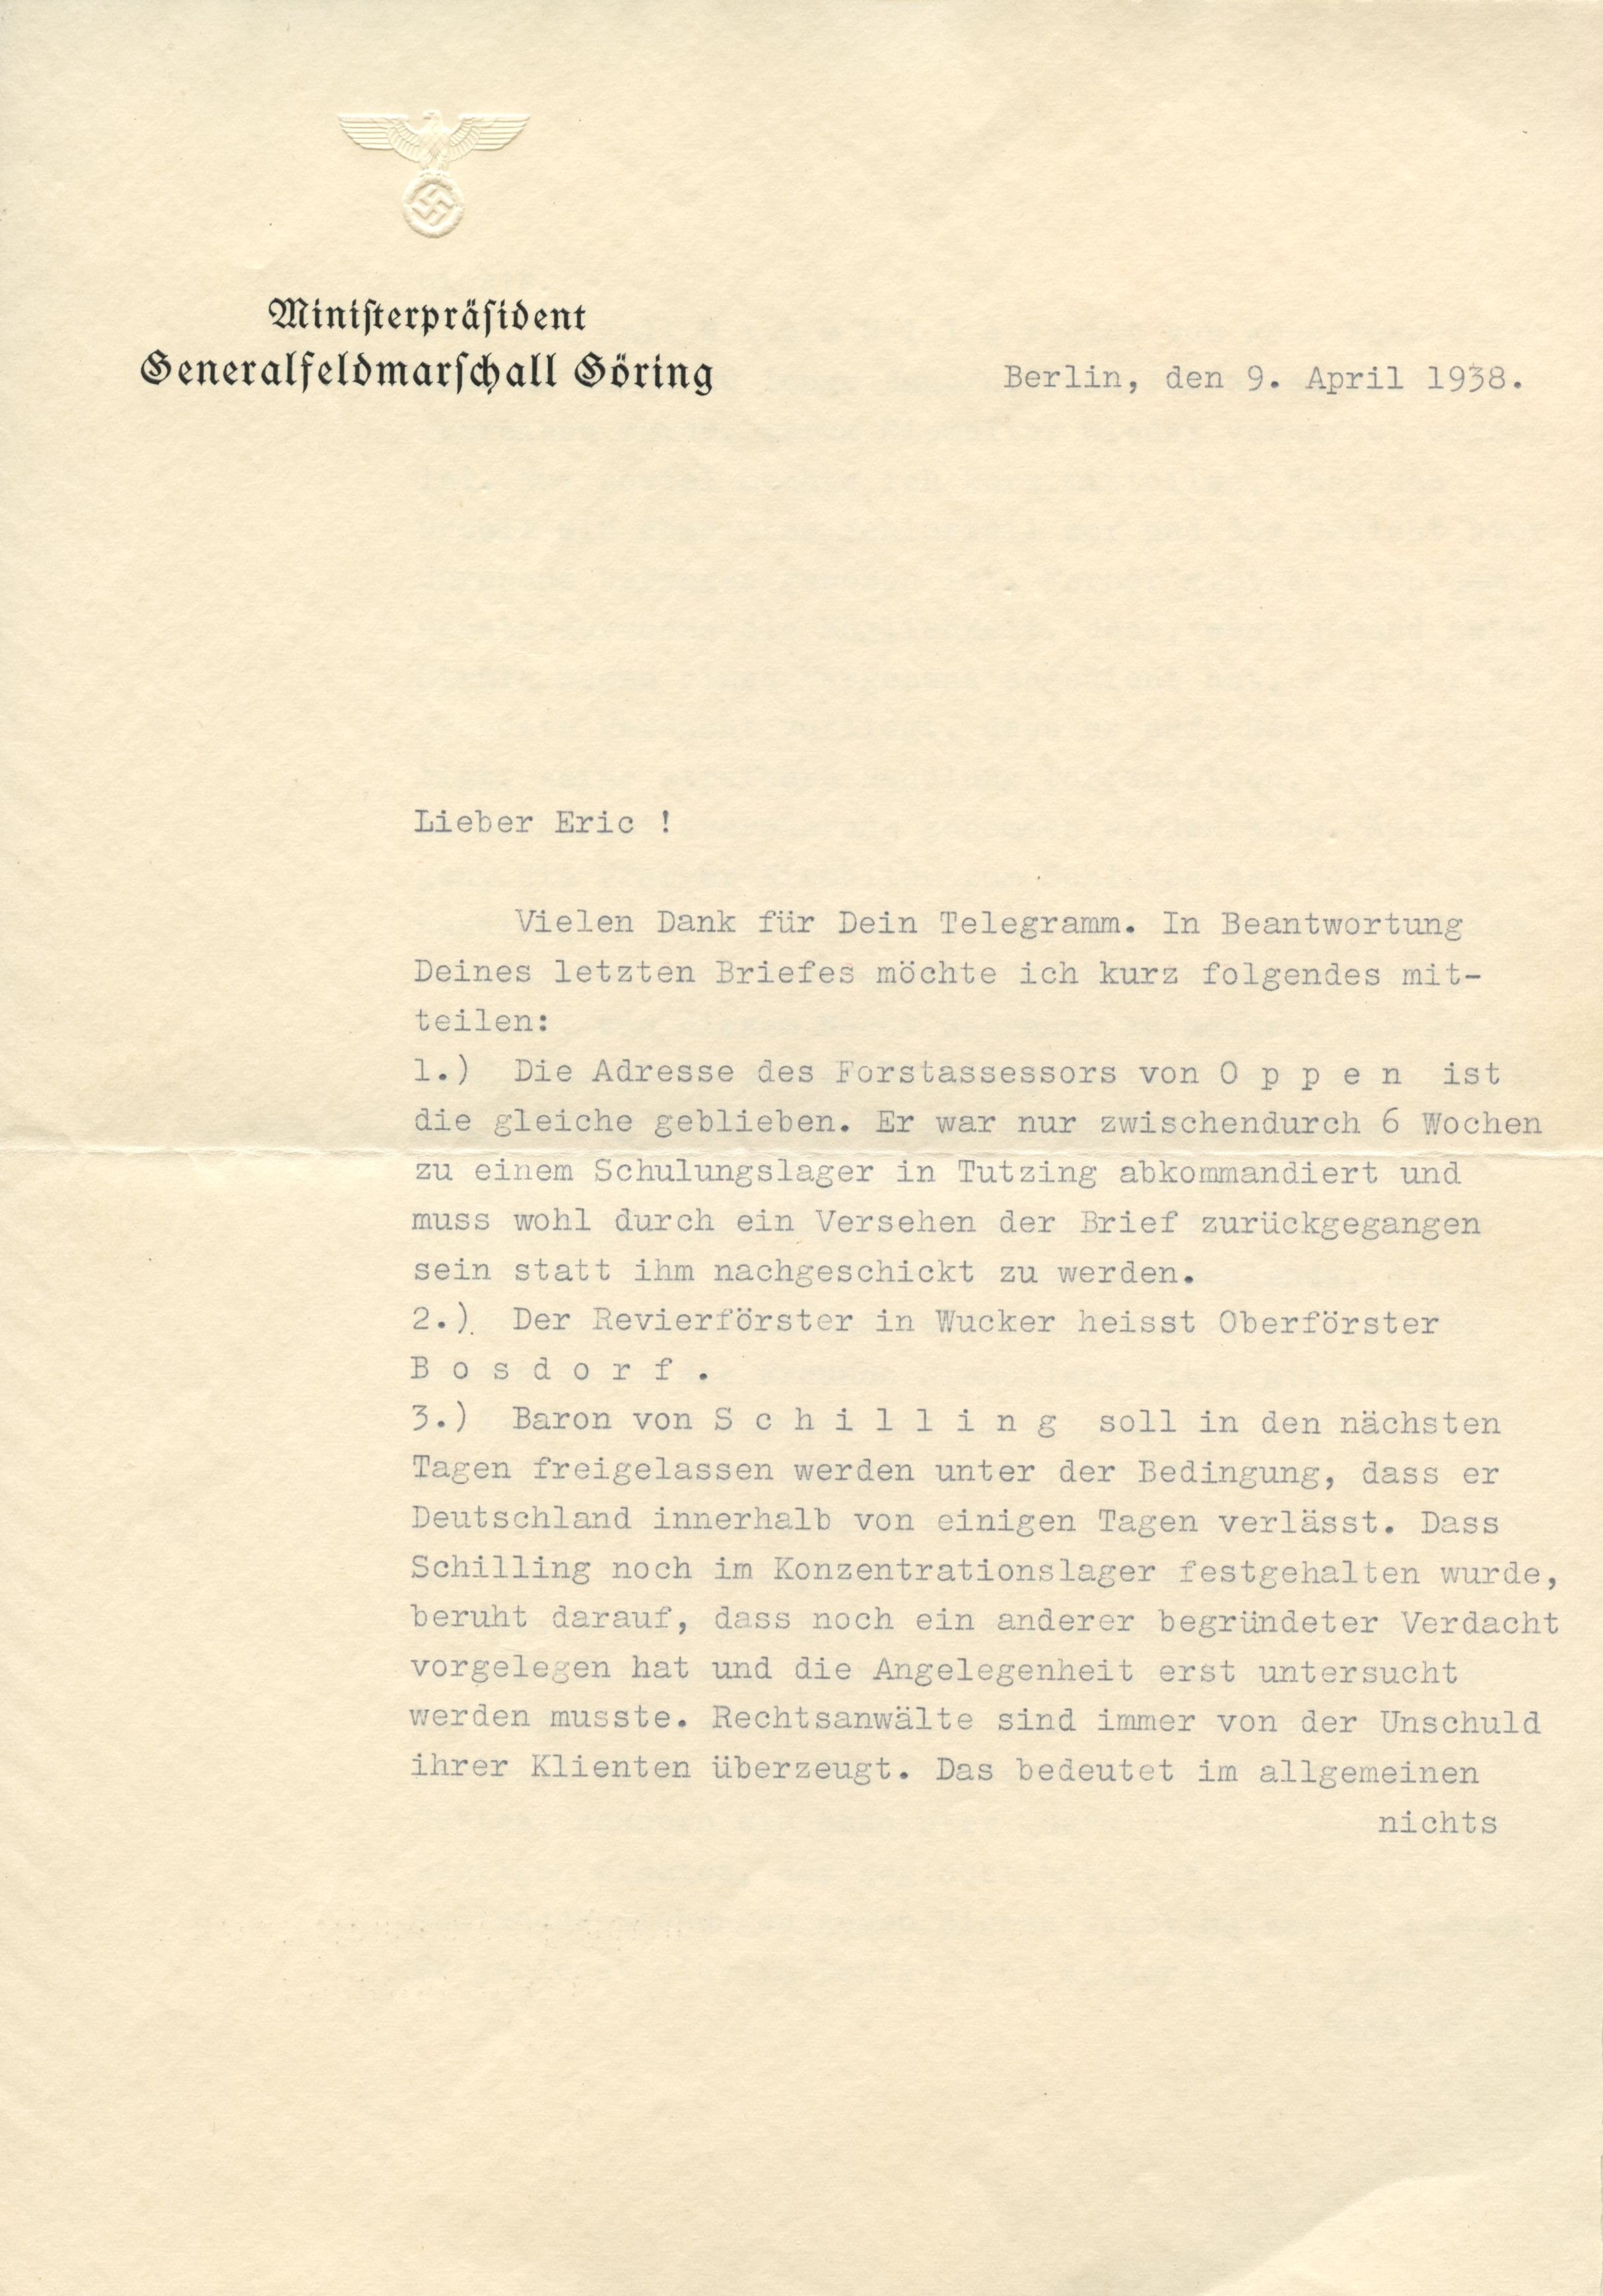 Ministerpräsident
Generalfeldmarschall Göring
Berlin, den 9. April 1938.
Lieber Eric !
Vielen Dank für Dein Telegramm. In Beantwortung
Deines letzten Briefes möchte ich kurz folgendes mit-
teilen:
1.) Die Adresse des Forstassessors von O p p e n ist
die gleiche geblieben. Er war nur zwischendurch 6 Wochen
zu einem Schulungslager in Tutzing abkommandiert und
muss wohl durch ein Versehen der Brief zurückgegangen
sein statt ihm nachgeschickt zu werden.
2.) Der Revierförster in Wucker heisst Oberförster
B o s d o r f .
3.) Baron von S c h i l l i n g soll in den nächsten
Tagen freigelassen werden unter der Bedingung, dass er
Deutschland innerhalb von einigen Tagen verlässt. Dass
Schilling noch im Konzentrationslager festgehalten wurde,
beruht darauf, dass noch ein anderer begründeter Verdacht
vorgelegen hat und die Angelegenheit erst untersucht
werden musste. Rechtsanwälte sind immer von der Unschuld
ihrer Klienten überzeugt. Das bedeutet im allgemeinen
nichts